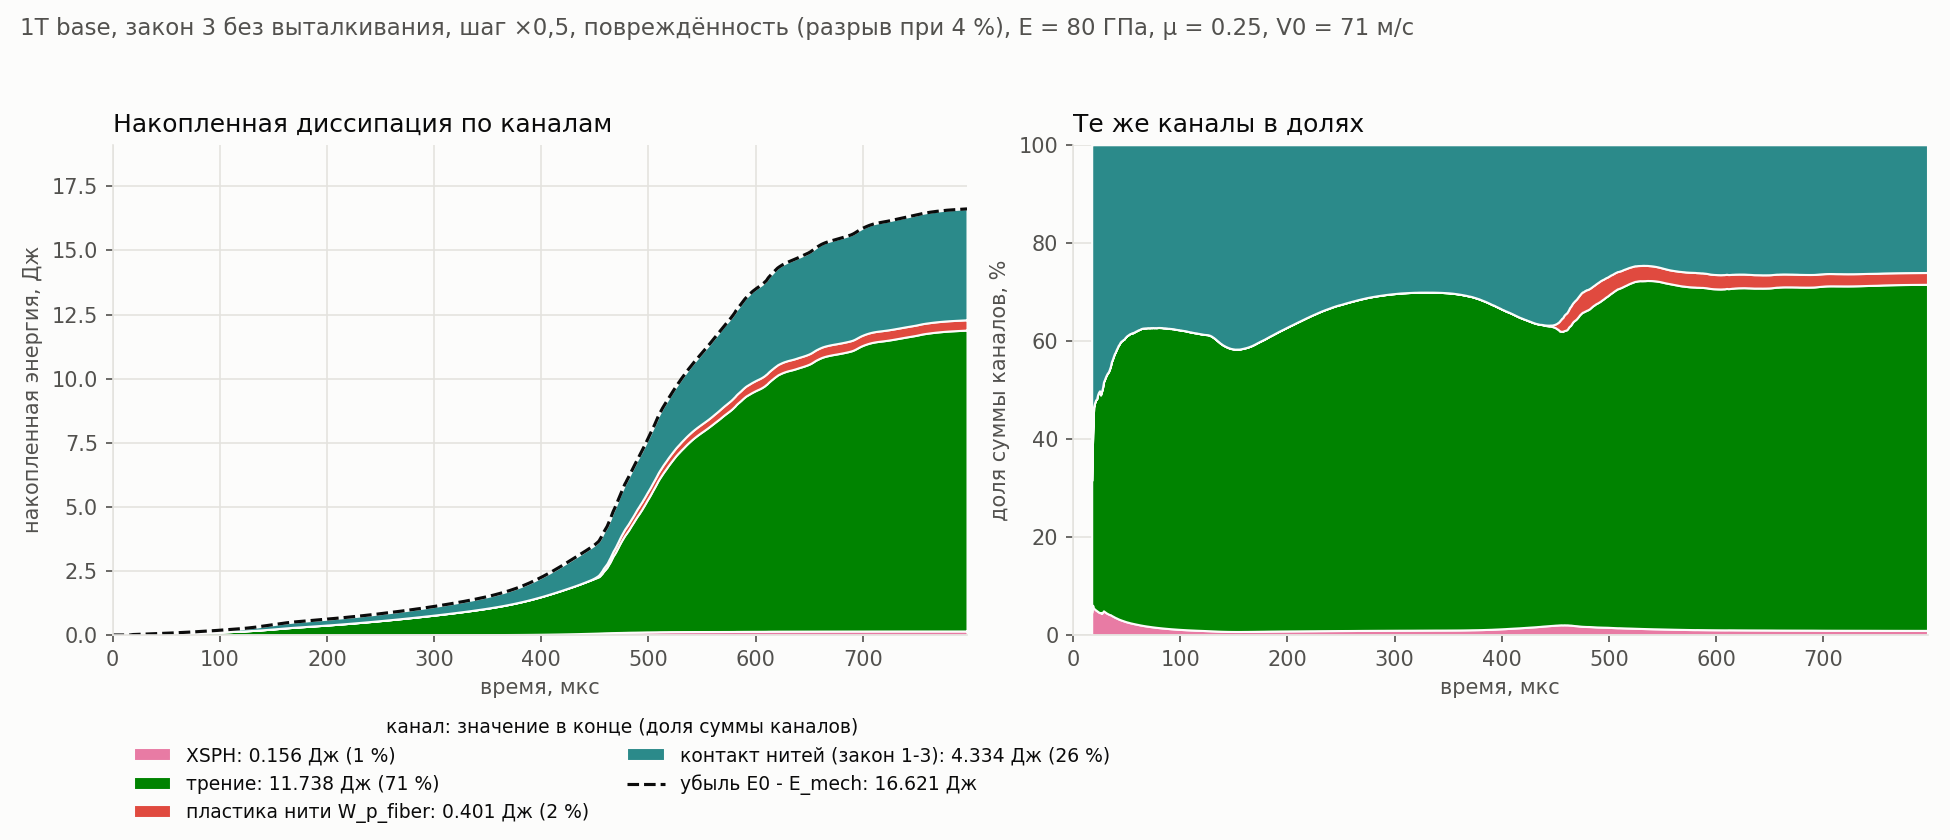 1T base, закон 3 без выталкивания, шаг ×0,5, повреждённость (разрыв при 4 %), E = 80 ГПа, μ = 0.25, V0 = 71 м/с
Накопленная диссипация по каналам
накопленная энергия, Дж
17.5
15.0
12.5
10.0
7.5
5.0
2.5
0.0
0 100 200 300 400 500 600 700
время, мкс
Те же каналы в долях
доля суммы каналов, %
100
80
60
40
20
0
0 100 200 300 400 500 600 700
время, мкс
канал: значение в конце (доля суммы каналов)
XSPH: 0.156 Дж (1 %)
трение: 11.738 Дж (71 %)
пластика нити W_p_fiber: 0.401 Дж (2 %)
контакт нитей (закон 1-3): 4.334 Дж (26 %)
убыль E0 - E_mech: 16.621 Дж